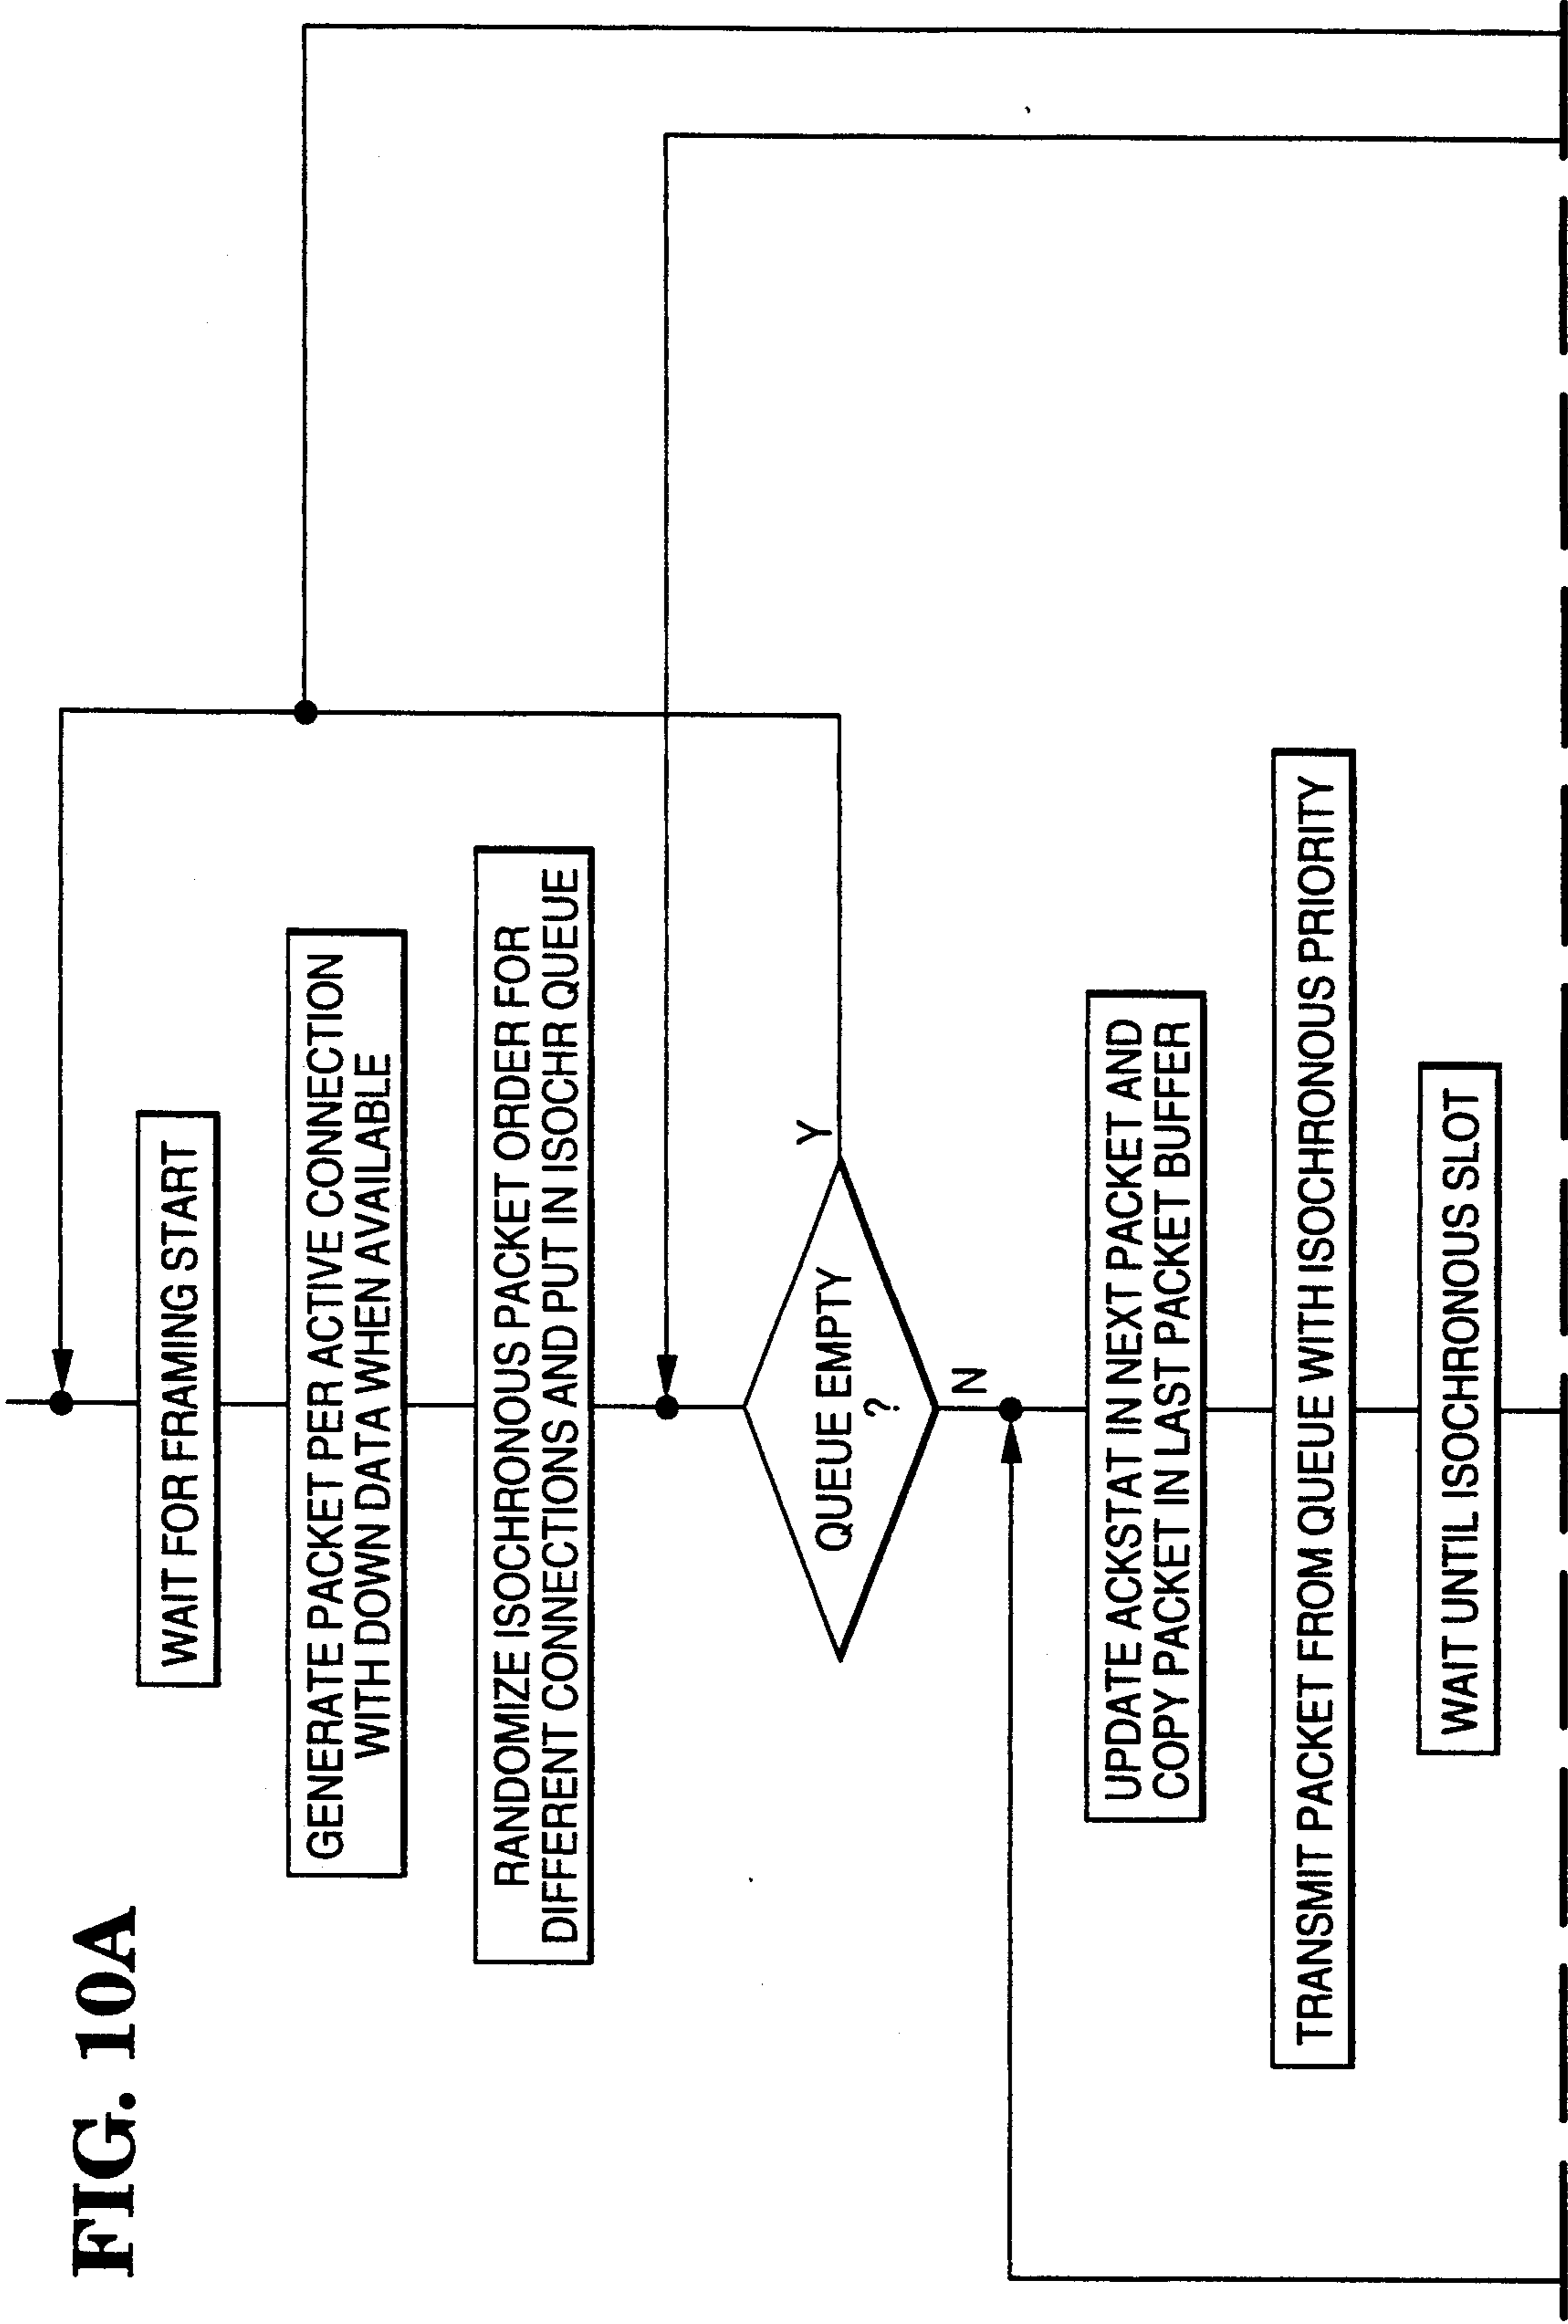 FIG. 10A
WAIT FOR FRAMING START
GENERATE PACKET PER ACTIVE CONNECTION
WITH DOWN DATA WHEN AVAILABLE
RANDOMIZE ISOCHRONOUS PACKET ORDER FOR
DIFFERENT CONNECTIONS AND PUT IN ISOCHR QUEUE
QUEUE EMPTY
?
Y
N
UPDATE ACKSTAT IN NEXT PACKET AND
COPY PACKET IN LAST PACKET BUFFER
TRANSMIT PACKET FROM QUEUE WITH ISOCHRONOUS PRIORITY
WAIT UNTIL ISOCHRONOUS SLOT